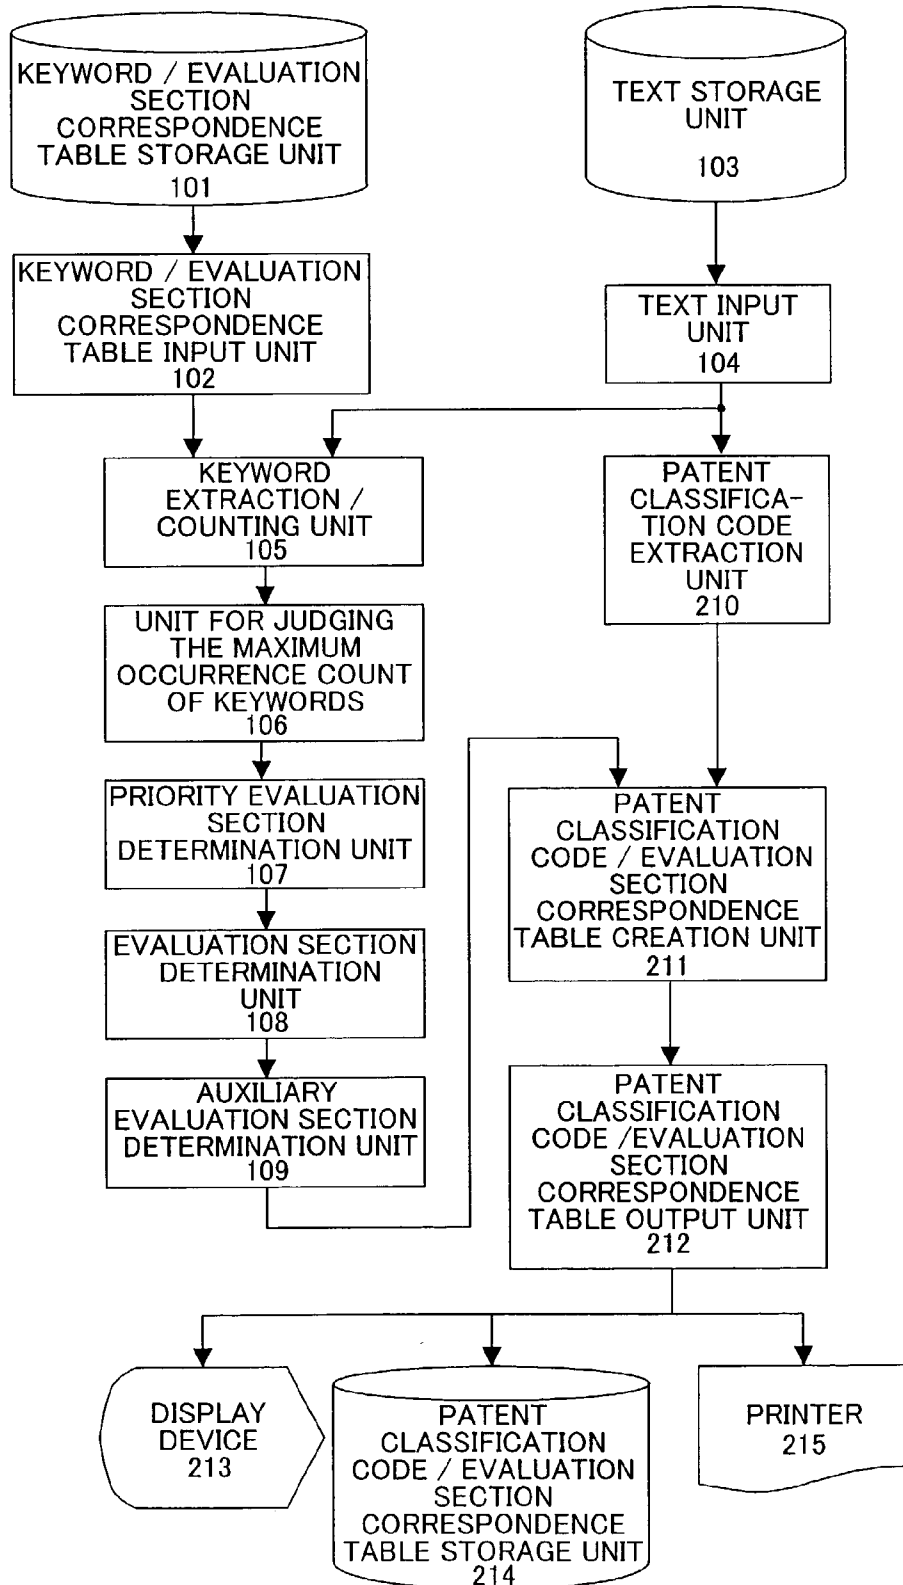 KEYWORD / EVALUATION
SECTION
CORRESPONDENCE
TABLE STORAGE UNIT
101
TEXT STORAGE
UNIT
103
KEYWORD / EVALUATION
SECTION
CORRESPONDENCE
TABLE INPUT UNIT
102
TEXT INPUT
UNIT
104
KEYWORD
EXTRACTION /
COUNTING UNIT
105
PATENT
CLASSIFICA-
TION CODE
EXTRACTION
UNIT
210
UNIT FOR JUDGING
THE MAXIMUM
OCCURRENCE COUNT
OF KEYWORDS
106
PRIORITY EVALUATION
SECTION
DETERMINATION UNIT
107
PATENT
CLASSIFICATION
CODE / EVALUATION
SECTION
CORRESPONDENCE
TABLE CREATION UNIT
211
EVALUATION SECTION
DETERMINATION
UNIT
108
AUXILIARY
EVALUATION SECTION
DETERMINATION UNIT
109
PATENT
CLASSIFICATION
CODE /EVALUATION
SECTION
CORRESPONDENCE
TABLE OUTPUT UNIT
212
DISPLAY
DEVICE
213
PATENT
CLASSIFICATION
CODE / EVALUATION
SECTION
CORRESPONDENCE
TABLE STORAGE UNIT
214
PRINTER
215